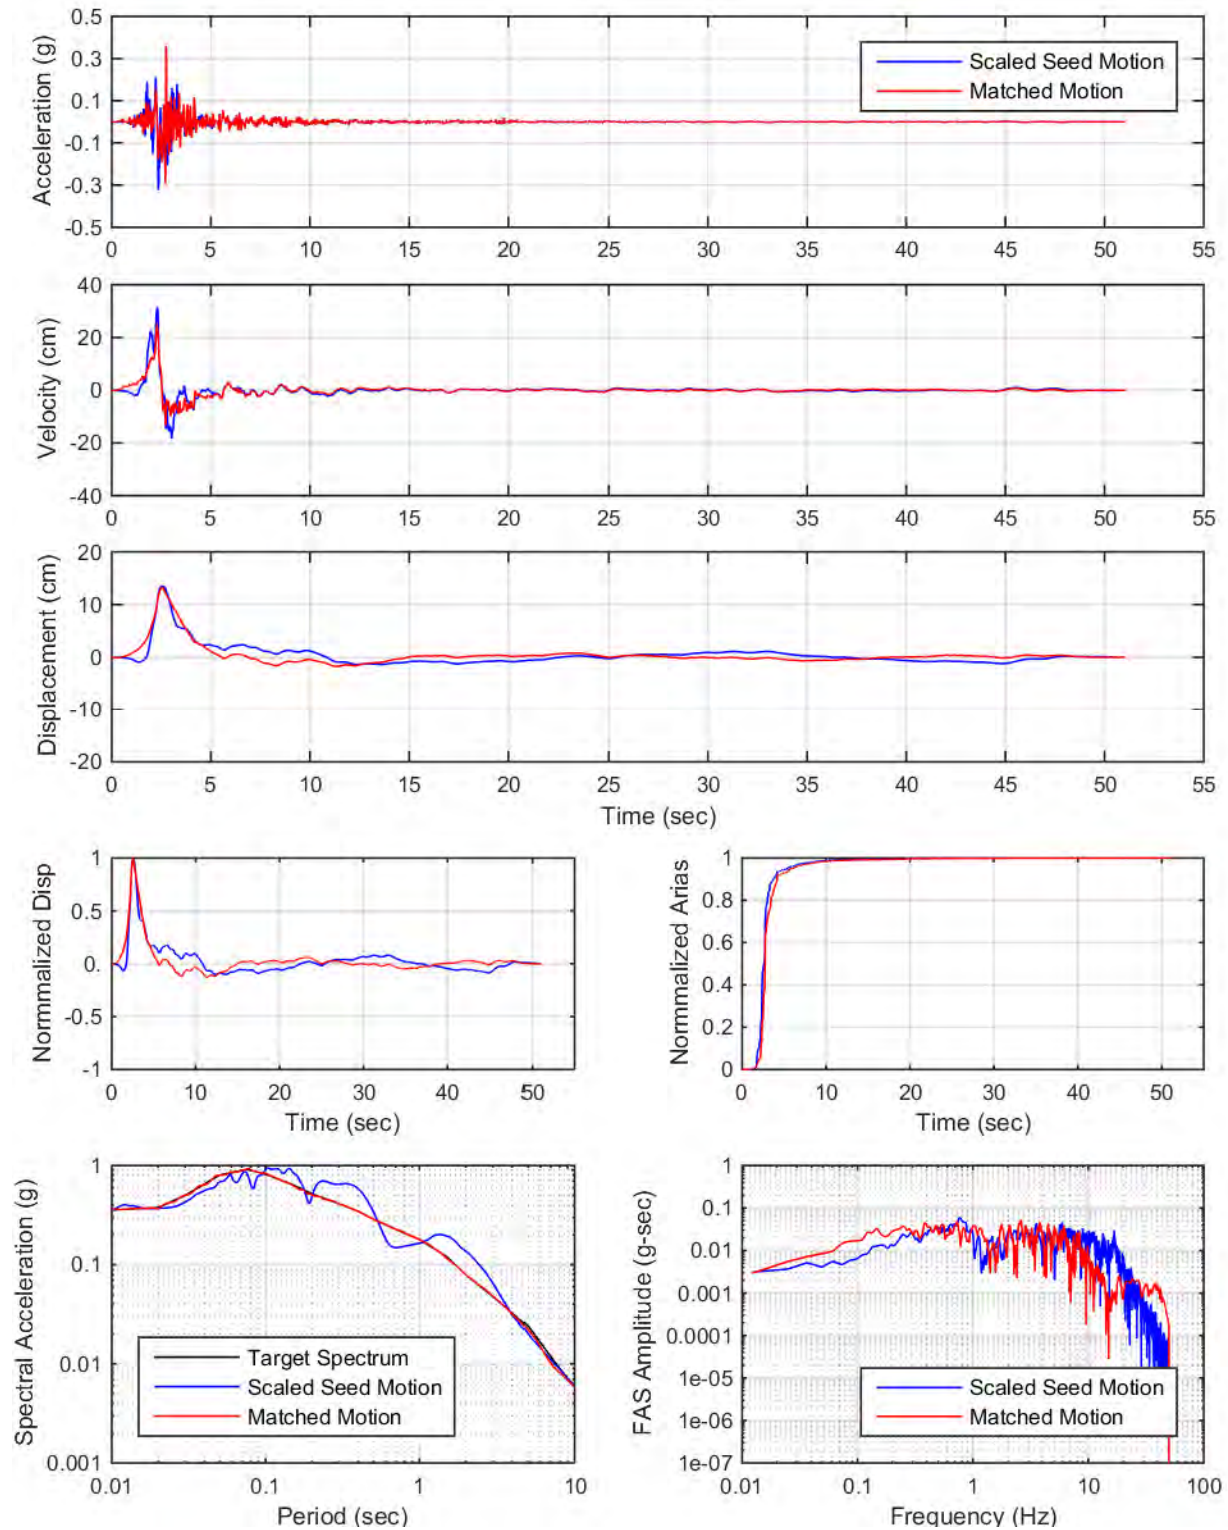 Acceleration (g)
0.5
0.3
0.1
-0.1
-0.3
-0.5
Scaled Seed Motion
Matched Motion
0 5 10 15 20 25 30 35 40 45 50 55
Velocity (cm)
40
20
0
-20
-40
0 5 10 15 20 25 30 35 40 45 50 55
Displacement (cm)
20
10
0
-10
-20
0 5 10 15 20 25 30 35 40 45 50 55
Time (sec)
Normmalized Disp
1
0.5
0.
-0.5
-1
0 10 20 30 40 50
Time (sec)
Normmalized Arias
1
0.8
0.6
0.4
0.2
0
0 10 20 30 40 50
Time (sec)
Spectral Acceleration (g)
1
0.1
0.01
0.001
Target Spectrum
Scaled Seed Motion
Matched Motion
0.01 0.1 1 10
Period (sec)
FAS Amplitude (g-sec)
1
0.1
0.01
0.001
0.0001
1e-05
1e-06
1e-07
Scaled Seed Motion
Matched Motion
0.01 0.1 1 10 100
Frequency (Hz)